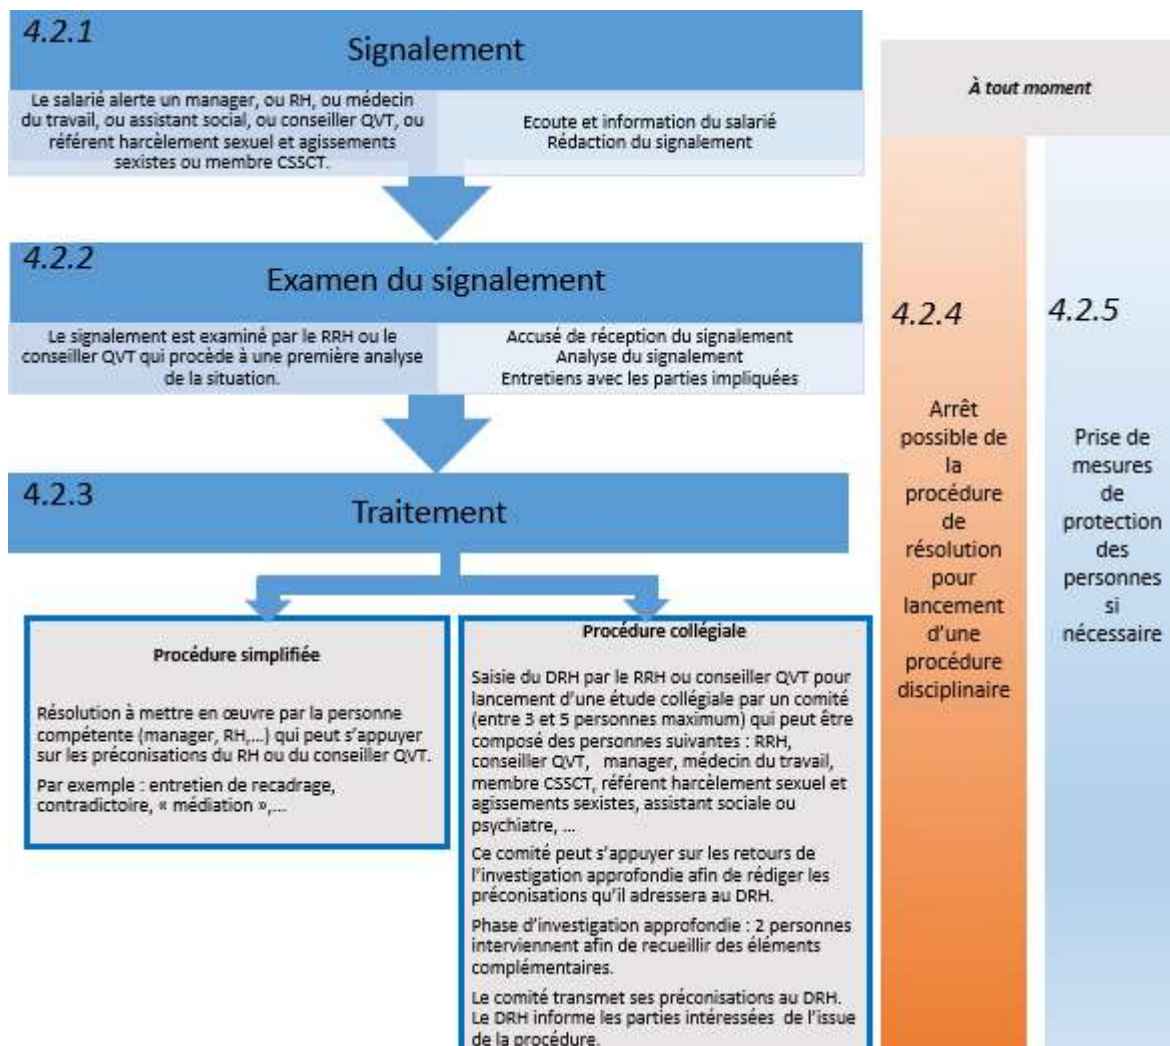 4.2.1
Signalement
Le salarié alerte un manager, ou RH, ou médecin
du travail, ou assistant social, ou conseiller QVT, ou
référent harcèlement sexuel et agissements
sexistes ou membre CSSCT.
Ecoute et information du salarié
Rédaction du signalement
4.2.2
Examen du signalement
Le signalement est examiné par le RRH ou le
conseiller QVT qui procède à une première analyse
de la situation.
Accusé de réception du signalement
Analyse du signalement
Entretiens avec les parties impliquées
4.2.3
Traitement
Procédure simplifiée
Résolution à mettre en œuvre par la personne
compétente (manager, RH,...) qui peut s'appuyer
sur les préconisations du RH ou du conseiller QVT.
Par exemple : entretien de recadrage,
contradictoire, « médiation »,...
Procédure collégiale
Saisie du DRH par le RRH ou conseiller QVT pour
lancement d'une étude collégiale par un comité
(entre 3 et 5 personnes maximum) qui peut être
composé des personnes suivantes : RRH,
conseiller QVT, manager, médecin du travail,
membre CSSCT, référent harcèlement sexuel et
agissements sexistes, assistant sociale ou
psychiatre, ...
Ce comité peut s'appuyer sur les retours de
l'investigation approfondie afin de rédiger les
préconisations qu'il adressera au DRH.
Phase d'investigation approfondie : 2 personnes
interviennent afin de recueillir des éléments
complémentaires.
Le comité transmet ses préconisations au DRH.
Le DRH informe les parties intéressées de l'issue
de la procédure.
À tout moment
4.2.4
Arrêt
possible de
la
procédure
de
résolution
pour
lancement
d'une
procédure
disciplinaire
4.2.5
Prise de
mesures
de
protection
des
personnes
si
nécessaire